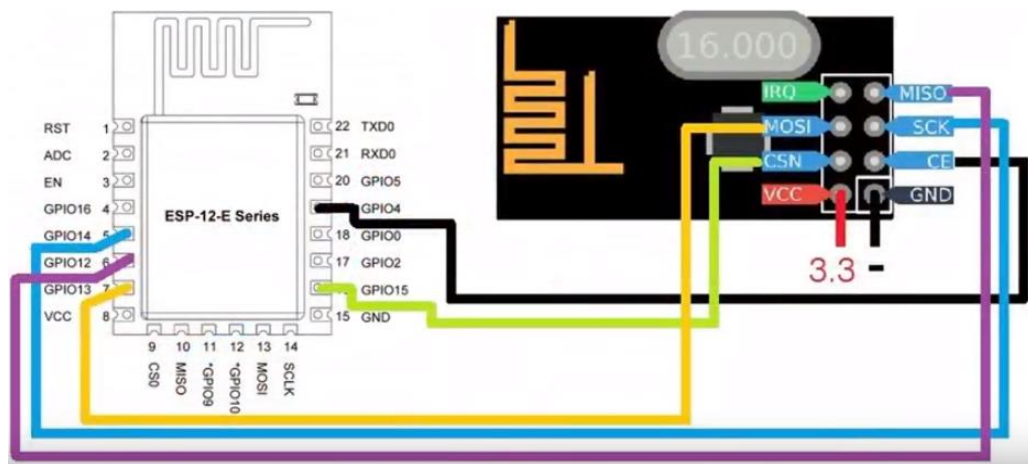 16.000
IRQ MISO
MOSI SCK
CSN CE
VCC GND
3.3 -
RST 1
ADC 2
EN 3
GPIO16 4
GPIO14 5
GPIO12 6
GPIO13 7
VCC 8
ESP-12-E Series
22 TXD0
21 RXD0
20 GPIO5
GPIO4
18 GPIO0
17 GPIO2
GPIO15
15 GND
9 10 11 12 13 14
CS0
MISO
*GPIO9
*GPIO10
MOSI
SCLK